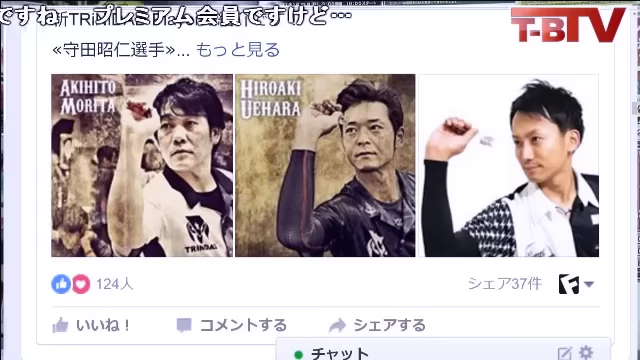 ですね… プレミアム会員ですけど…
T-BTV
≪守田昭仁選手≫... もっと見る
AKIHITO MORITA
HIROAKI UEHARA
TRiNiDAD
124人
シェア37件
いいね！ コメントする シェアする
チャット